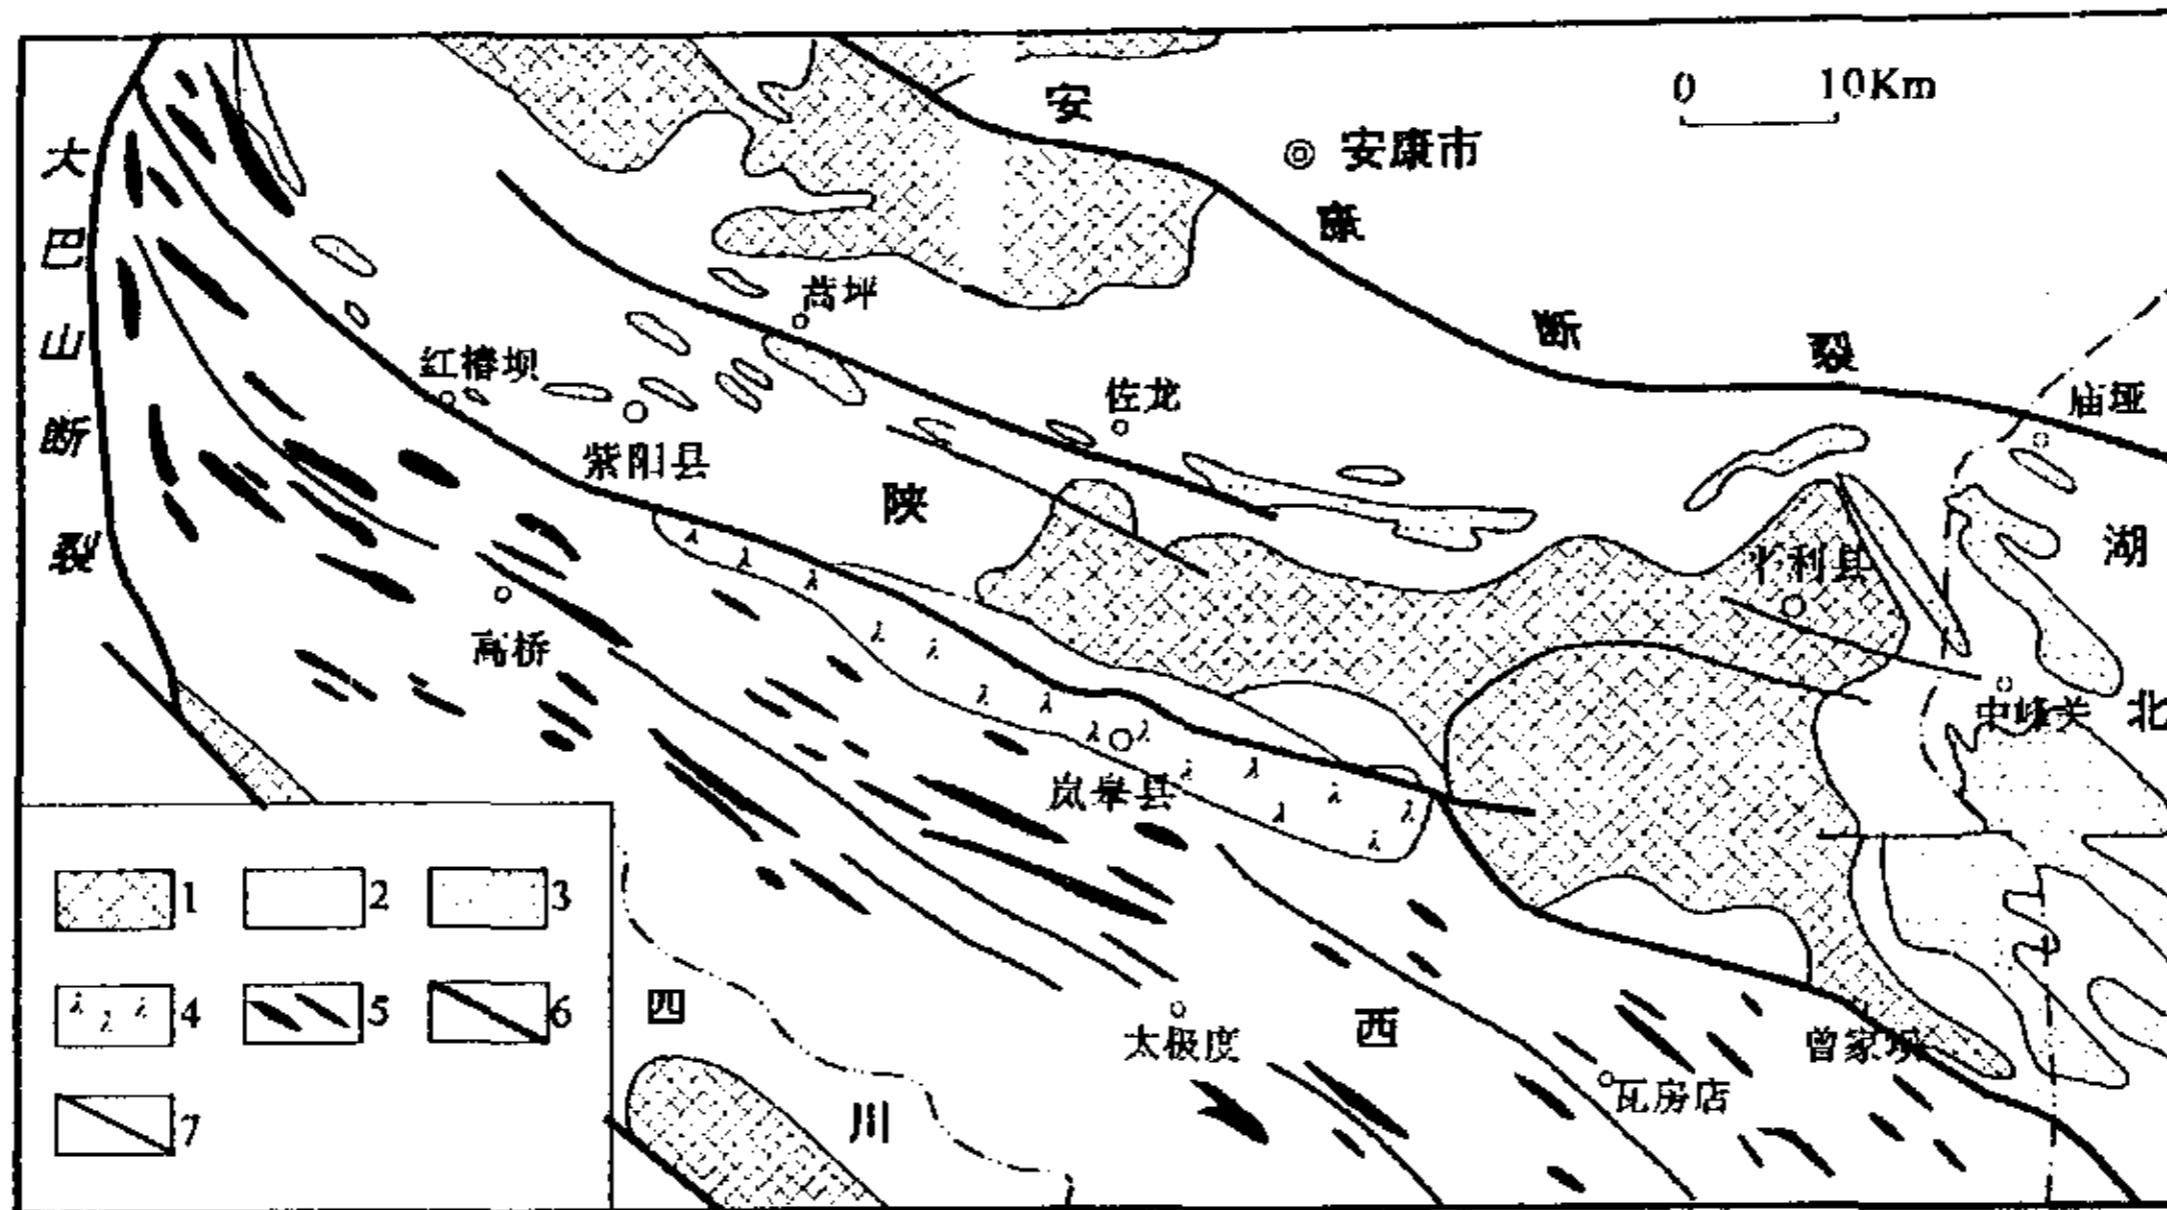 0 10Km
安康断裂
安康市
大巴山断裂
蒿坪
红椿坝
紫阳县
佐龙
庙垭
陕
湖
平利县
高桥
中峰关
北
岚皋县
四
西
太极度
曾家坝
瓦房店
川
1 2 3
4 5 6
7
λ λ λ